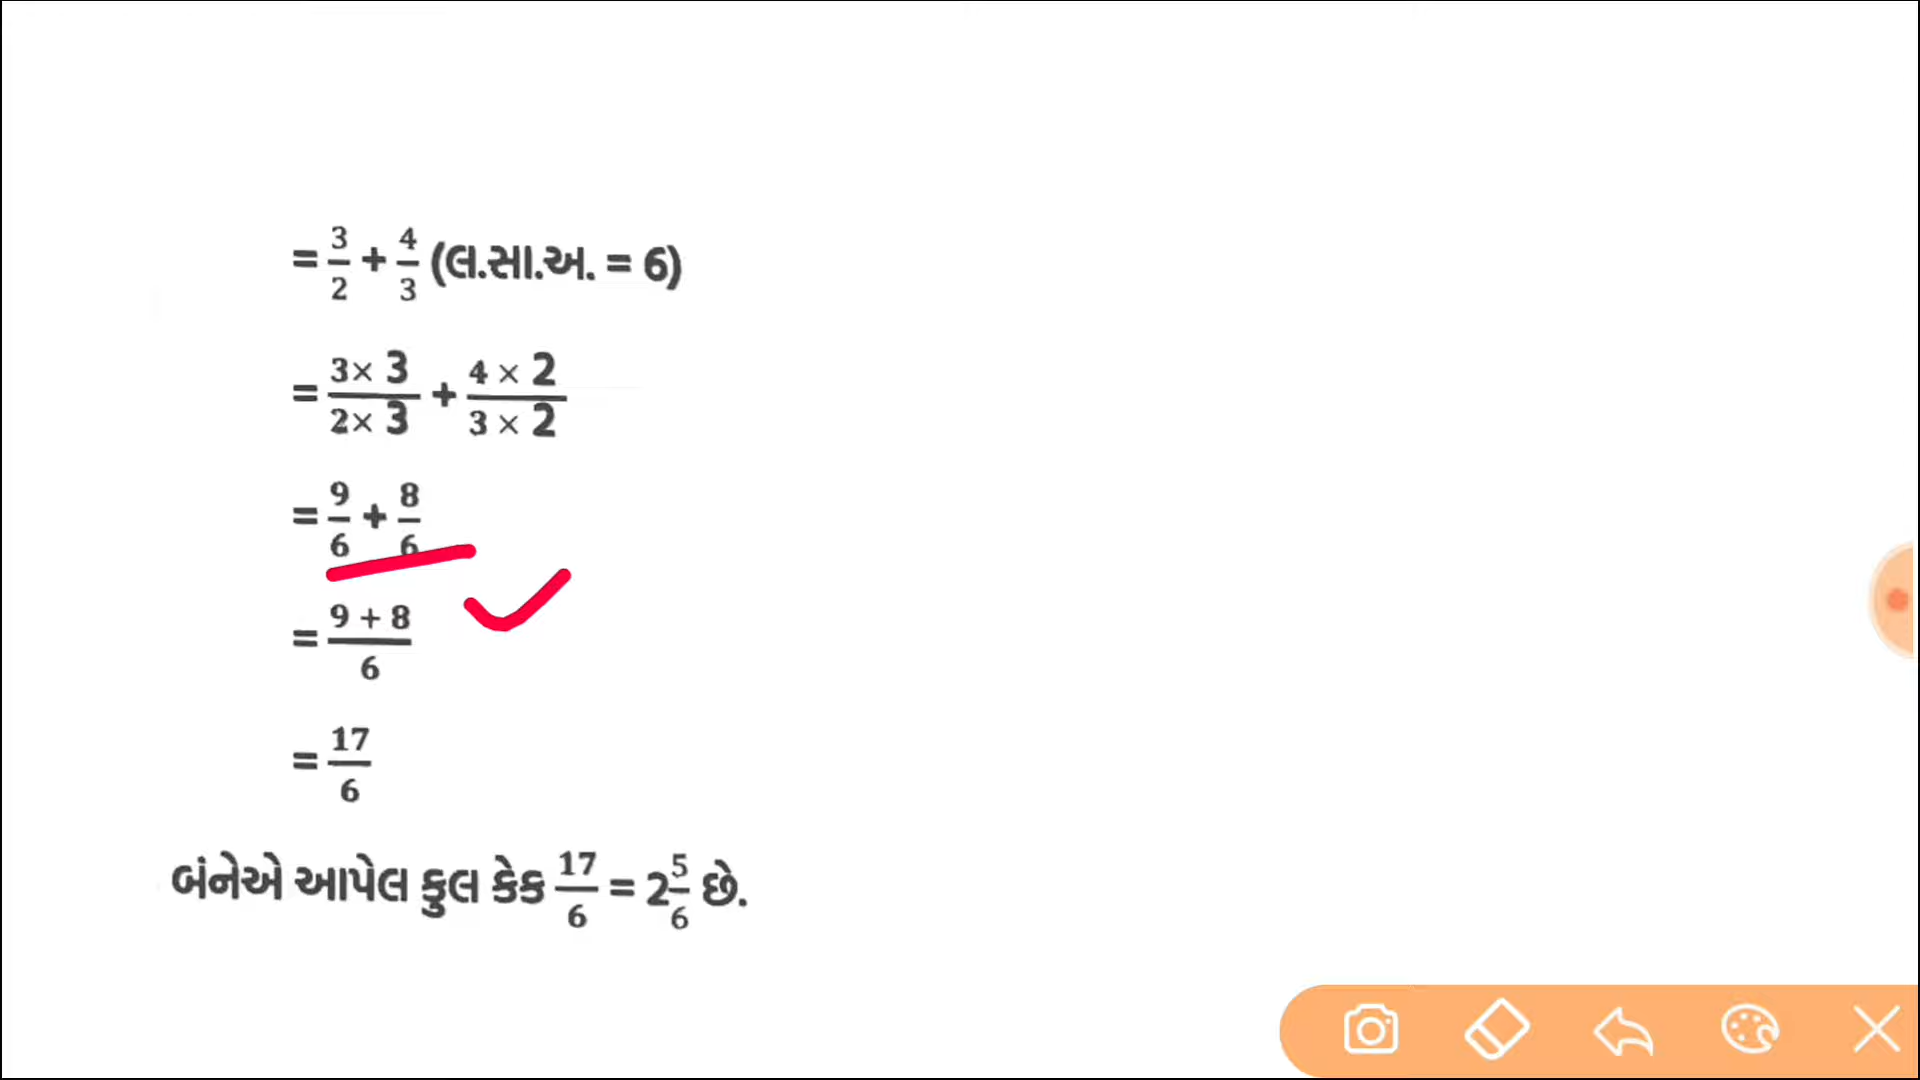 = 3/2 + 4/3 (લ.સા.અ. = 6)
= 3× 3/2× 3 + 4 × 2/3 × 2
= 9/6 + 8/6
= 9 + 8/6
= 17/6
બંનેએ આપેલ કુલ કેક 17/6 = 2 5/6 છે.